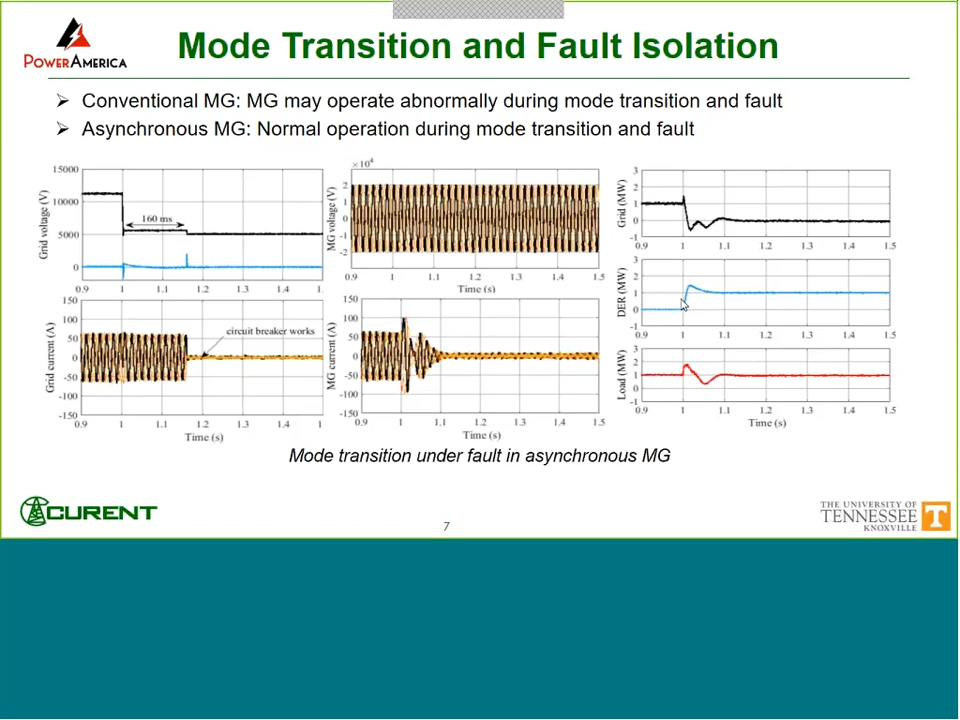 POWERAMERICA
Mode Transition and Fault Isolation
➢ Conventional MG: MG may operate abnormally during mode transition and fault
➢ Asynchronous MG: Normal operation during mode transition and fault
Grid voltage (V)
15000
10000
5000
0
160 ms
0.9 1 1.1 1.2 1.3 1.4 1.
Grid current (A)
150
100
50
0
-50
-100
-150
circuit breaker works
0.9 1 1.1 1.2 1.3 1.4 1.
Time (s)
×10⁴
MG voltage (V)
2
1
0
-1
-2
0.9 1 1.1 1.2 1.3 1.4 1.5
Time (s)
MG current (A)
150
100
50
0
-50
-100
-150
0.9 1 1.1 1.2 1.3 1.4 1.5
Time (s)
Grid (MW)
3
2
1
0
-1
0.9 1 1.1 1.2 1.3 1.4 1.5
DER (MW)
3
2
1
0
-1
0.9 1 1.1 1.2 1.3 1.4 1.5
Load (MW)
3
2
1
0
-1
0.9 1 1.1 1.2 1.3 1.4 1.5
Time (s)
Mode transition under fault in asynchronous MG
CURENT
7
THE UNIVERSITY OF
TENNESSEE
KNOXVILLE
T